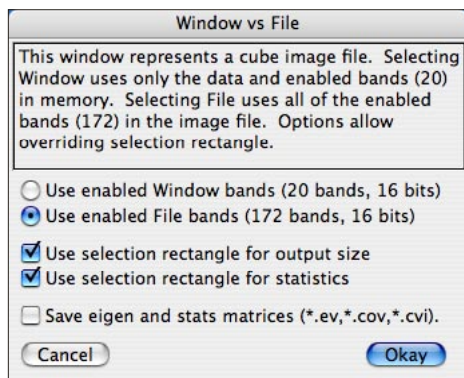 Window vs File
This window represents a cube image file.  Selecting
Window uses only the data and enabled bands (20)
in memory.  Selecting File uses all of the enabled
bands (172) in the image file.  Options allow
overriding selection rectangle.
Use enabled Window bands (20 bands, 16 bits)
Use enabled File bands (172 bands, 16 bits)
Use selection rectangle for output size
Use selection rectangle for statistics
Save eigen and stats matrices (*.ev,*.cov,*.cvi).
Cancel Okay